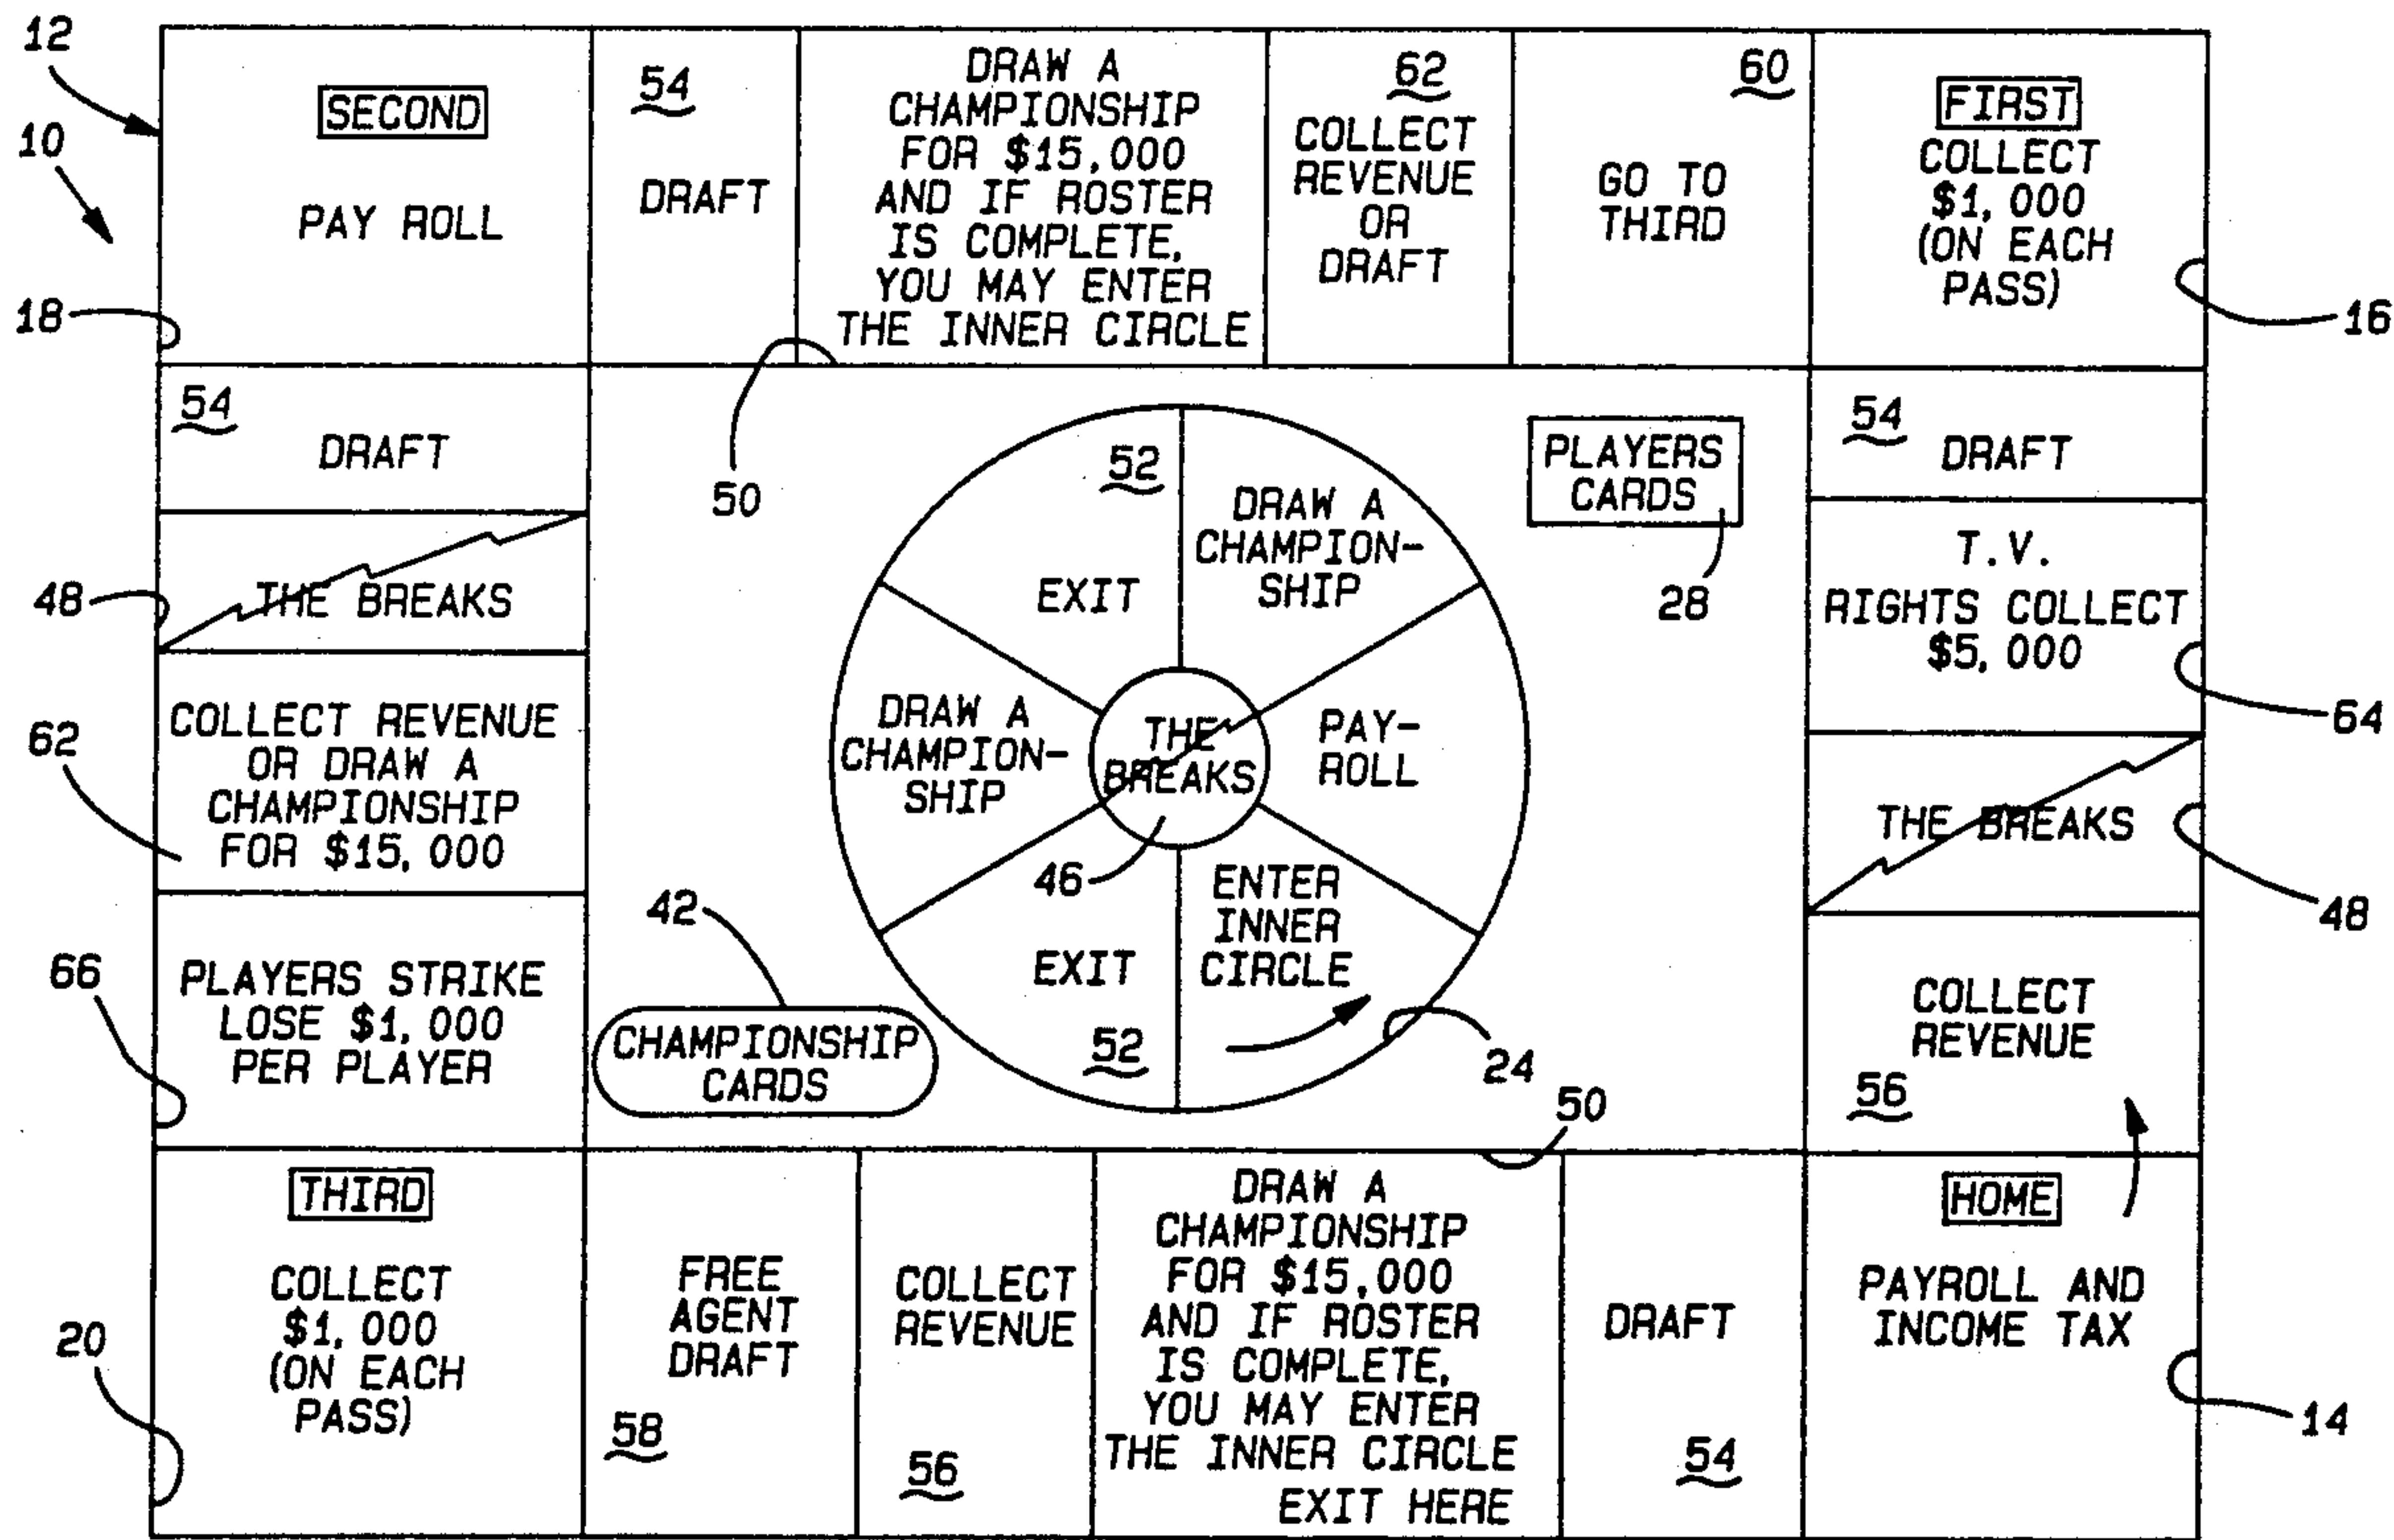 12
10
18
SECOND
PAY ROLL
54
DRAFT
DRAW A
CHAMPIONSHIP
FOR $15,000
AND IF ROSTER
IS COMPLETE,
YOU MAY ENTER
THE INNER CIRCLE
50
62
COLLECT
REVENUE
OR
DRAFT
60
GO TO
THIRD
FIRST
COLLECT
$1,000
(ON EACH
PASS)
16
54
DRAFT
48
THE BREAKS
62
COLLECT REVENUE
OR DRAW A
CHAMPIONSHIP
FOR $15,000
66
PLAYERS STRIKE
LOSE $1,000
PER PLAYER
52
EXIT
DRAW A
CHAMPION-
SHIP
DRAW A
CHAMPION-
SHIP
THE
BREAKS
46
PAY-
ROLL
EXIT
52
ENTER
INNER
CIRCLE
24
42
CHAMPIONSHIP
CARDS
PLAYERS
CARDS
28
54
DRAFT
T.V.
RIGHTS COLLECT
$5,000
64
THE BREAKS
48
COLLECT
REVENUE
56
THIRD
COLLECT
$1,000
(ON EACH
PASS)
20
FREE
AGENT
DRAFT
58
COLLECT
REVENUE
56
50
DRAW A
CHAMPIONSHIP
FOR $15,000
AND IF ROSTER
IS COMPLETE,
YOU MAY ENTER
THE INNER CIRCLE
EXIT HERE
DRAFT
54
HOME
PAYROLL AND
INCOME TAX
14